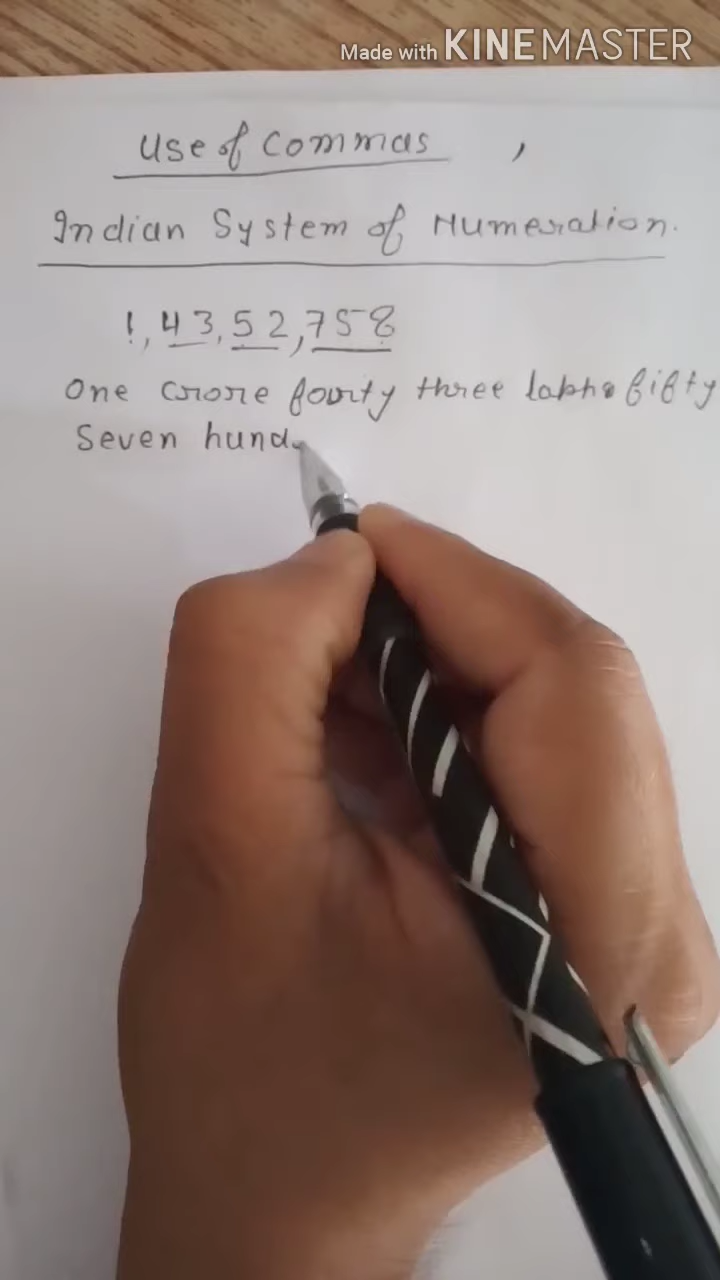 Made with KINEMASTER
Use of Commas ,
Indian System of Numeration.
1,43,52,758
One crore fourty three lakhs fifty
Seven hund